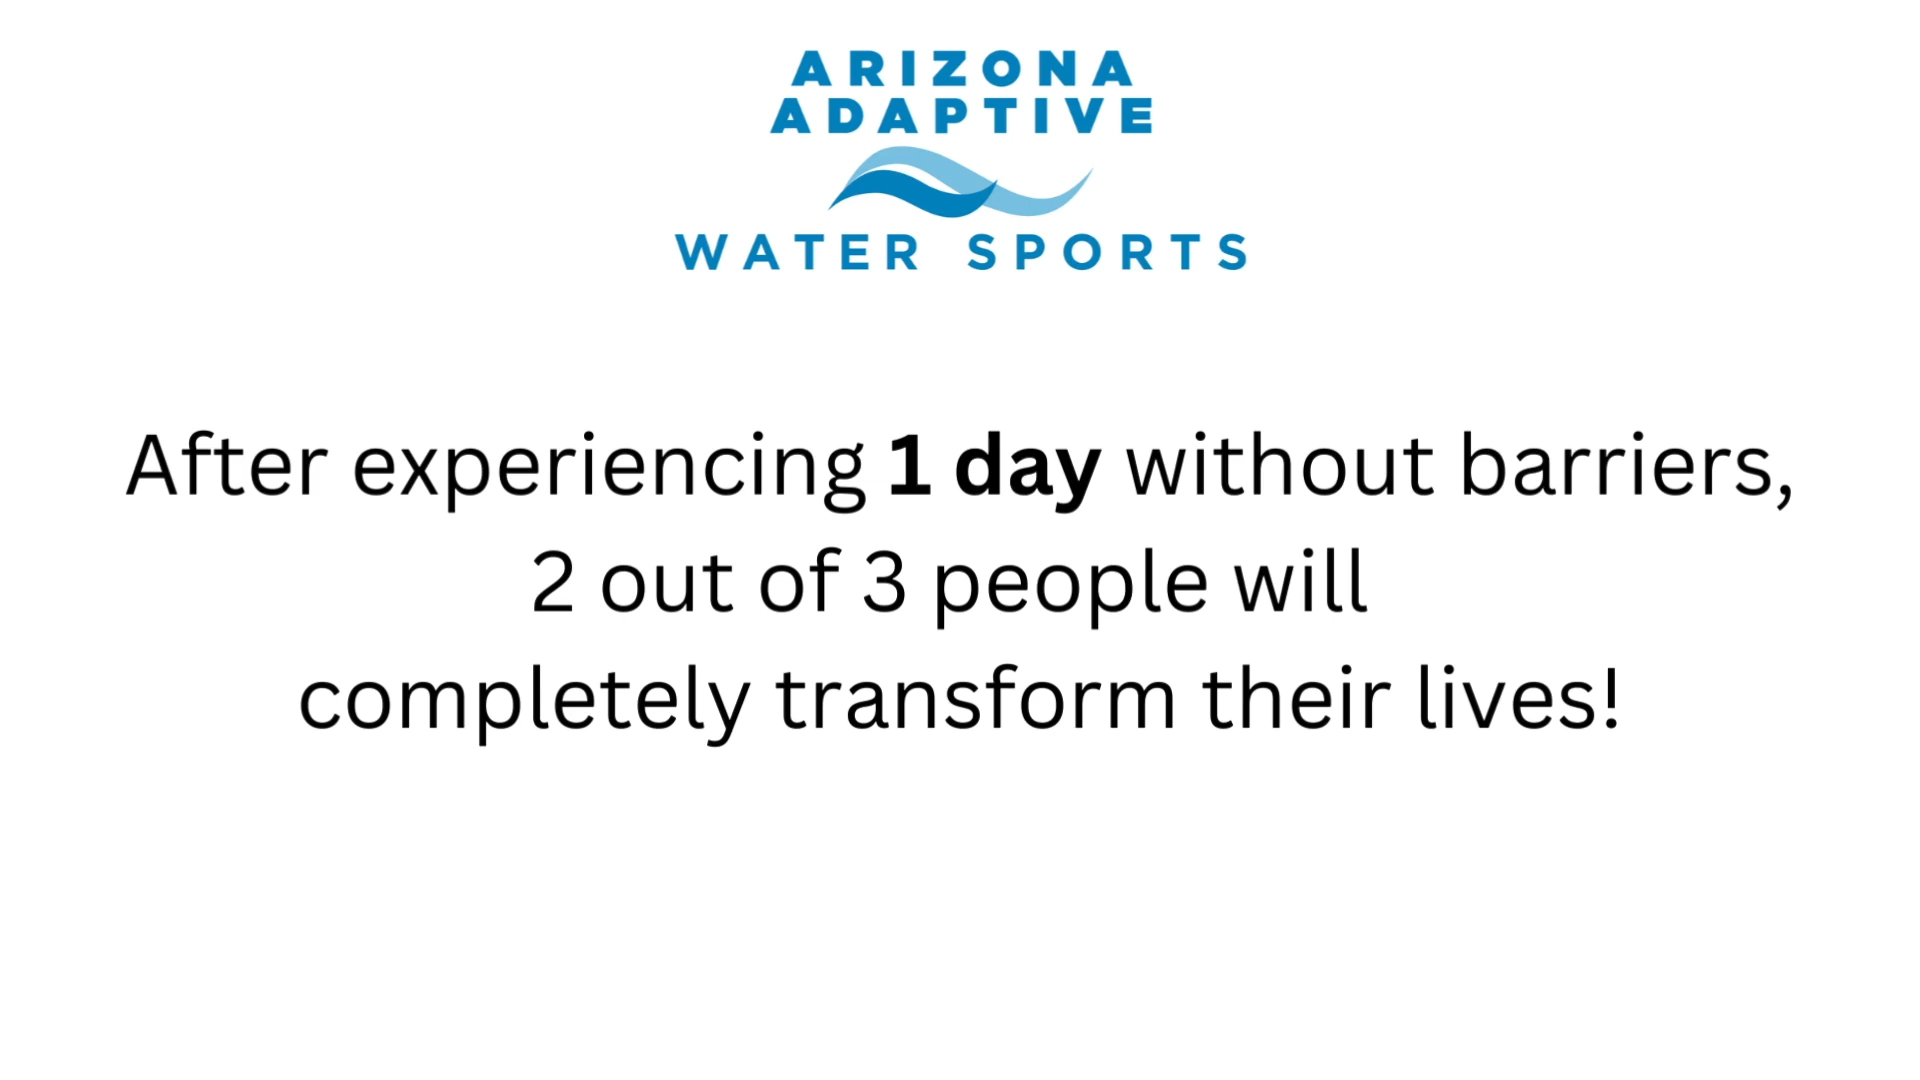 ARIZONA
ADAPTIVE
WATER SPORTS
After experiencing 1 day without barriers,
2 out of 3 people will
completely transform their lives!